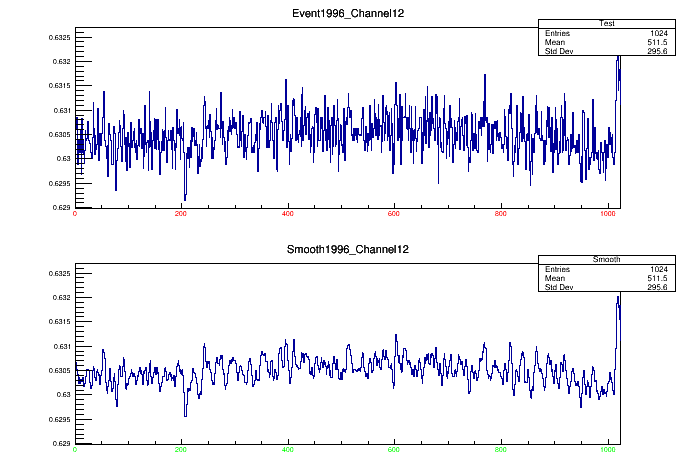 Event1996_Channel12
Test
Entries 1024
Mean 511.5
Std Dev 295.6
0.6325
0.632
0.6315
0.631
0.6305
0.63
0.6295
0.629
0 200 400 600 800 1000
Smooth1996_Channel12
Smooth
Entries 1024
Mean 511.5
Std Dev 295.6
0.6325
0.632
0.6315
0.631
0.6305
0.63
0.6295
0.629
0 200 400 600 800 1000